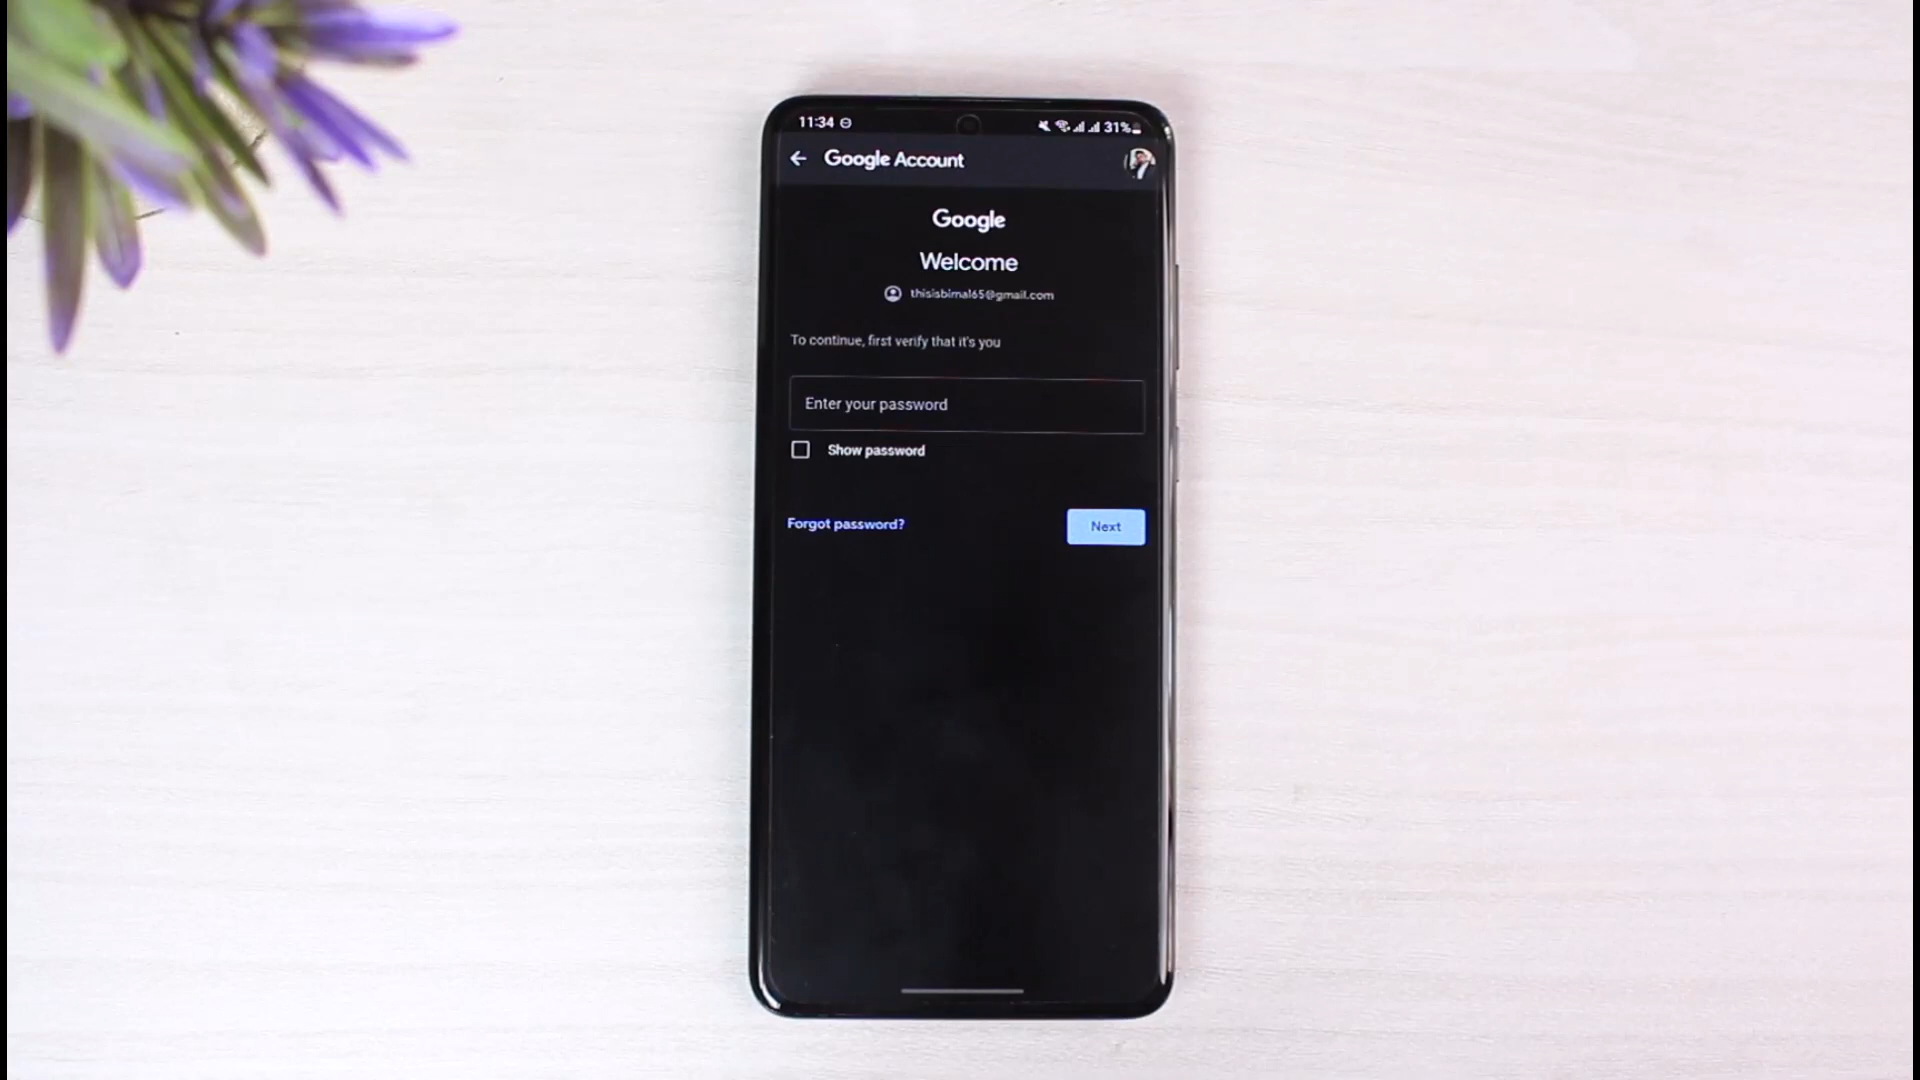 11:34 31%
Google Account
Google
Welcome
thisisbimal65@gmail.com
To continue, first verify that it's you
Enter your password
Show password
Forgot password? Next